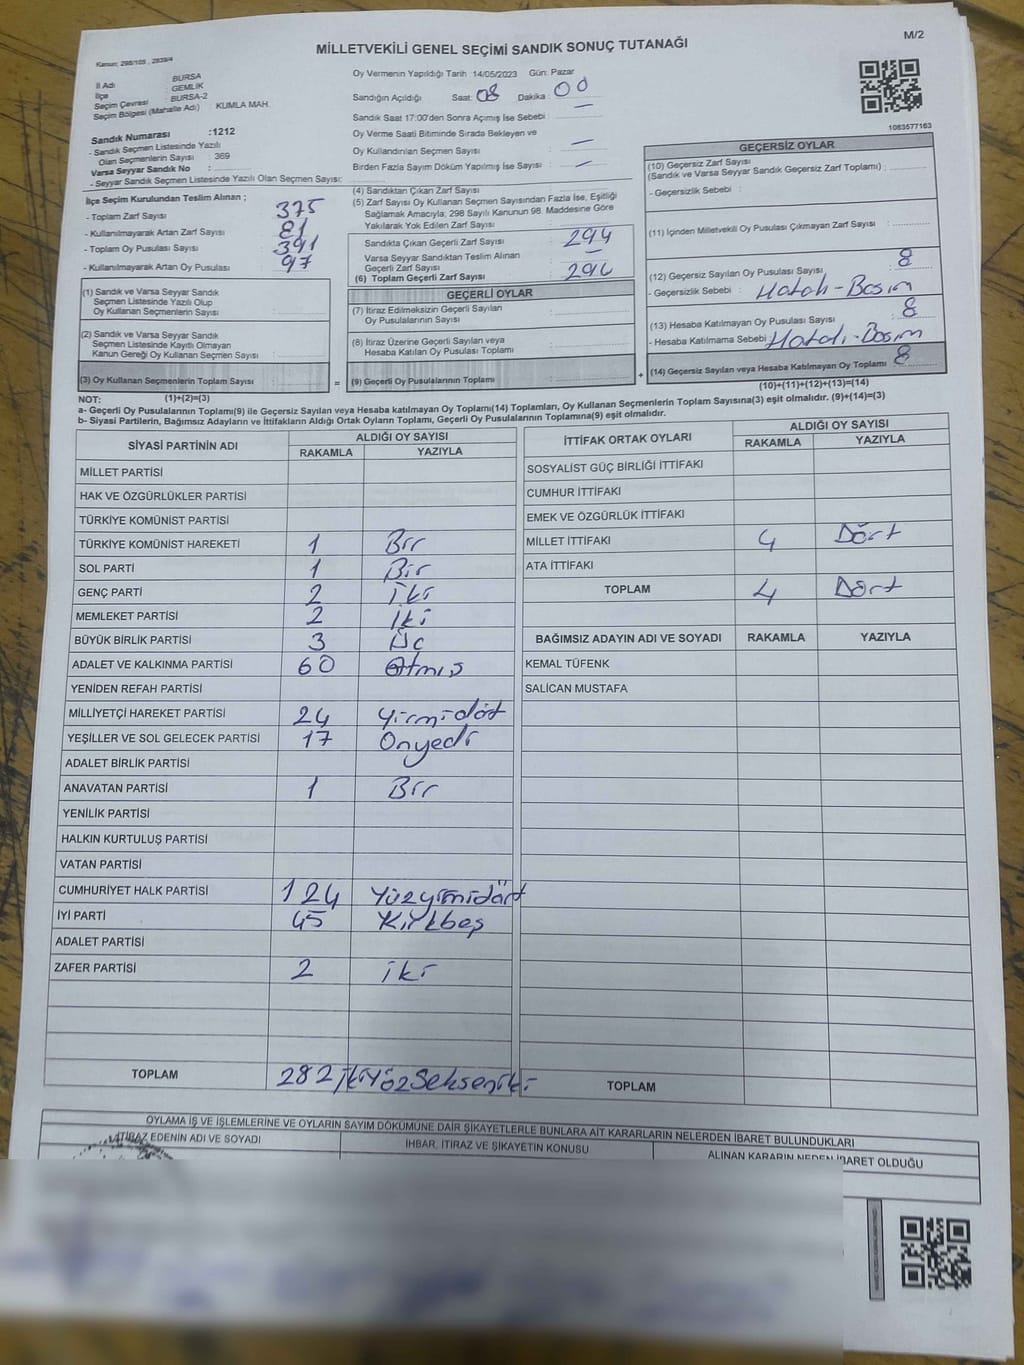 M/2
MİLLETVEKİLİ GENEL SEÇİMİ SANDIK SONUÇ TUTANAĞI
Kanun: 298/105 , 2839/4
İl Adı : BURSA
İlçe : GEMLİK
Seçim Çevrasi : BURSA-2
Seçim Bölgesi (Mahalle Adı) : KUMLA MAH.
Sandık Numarası :1212
- Sandık Seçmen Listesinde Yazılı
Olan Seçmenlerin Sayısı : 369
Varsa Seyyar Sandık No :
- Seyyar Sandık Seçmen Listesinde Yazılı Olan Seçmen Sayısı:
İlçe Seçim Kurulundan Teslim Alınan ;
- Toplam Zarf Sayısı : 375
- Kullanılmayarak Artan Zarf Sayısı : 81
- Toplam Oy Pusulası Sayısı : 391
- Kullanılmayarak Artan Oy Pusulası : 97
(1) Sandık ve Varsa Seyyar Sandık
Seçmen Listesinde Yazılı Olup
Oy Kullanan Seçmenlerin Sayısı :
(2) Sandık ve Varsa Seyyar Sandık
Seçmen Listesinde Kayıtlı Olmayan
Kanun Gereği Oy Kullanan Seçmen Sayısı :
(3) Oy Kullanan Seçmenlerin Toplam Sayısı :
(1)+(2)=(3)
Oy Vermenin Yapıldığı Tarih :14/05/2023 Gün: Pazar
Sandığın Açıldığı Saat: 08 Dakika : 00
Sandık Saat 17:00'den Sonra Açımış İse Sebebi : —
Oy Verme Saati Bitiminde Sırada Bekleyen ve
Oy Kullandırılan Seçmen Sayısı : —
Birden Fazla Sayım Döküm Yapılmış İse Sayısı : —
(4) Sandıktan Çıkan Zarf Sayısı :
(5) Zarf Sayısı Oy Kullanan Seçmen Sayısından Fazla İse, Eşitliği
Sağlamak Amacıyla; 298 Sayılı Kanunun 98. Maddesine Göre
Yakılarak Yok Edilen Zarf Sayısı :
Sandıkta Çıkan Geçerli Zarf Sayısı : 294
Varsa Seyyar Sandıktan Teslim Alınan
Geçerli Zarf Sayısı : —
(6) Toplam Geçerli Zarf Sayısı : 294
GEÇERLİ OYLAR
(7) İtiraz Edilmeksizin Geçerli Sayılan
Oy Pusulalarının Sayısı :
(8) İtiraz Üzerine Geçerli Sayılan veya
Hesaba Katılan Oy Pusulası Toplamı :
= (9) Geçerli Oy Pusulalarının Toplamı : +
1083577163
GEÇERSİZ OYLAR
(10) Geçersiz Zarf Sayısı
(Sandık ve Varsa Seyyar Sandık Geçersiz Zarf Toplamı) :
- Geçersizlik Sebebi :
(11) İçinden Milletvekili Oy Pusulası Çıkmayan Zarf Sayısı :
(12) Geçersiz Sayılan Oy Pusulası Sayısı : 8
- Geçersizlik Sebebi : Hatalı-Basım
(13) Hesaba Katılmayan Oy Pusulası Sayısı : 8
- Hesaba Katılmama Sebebi : Hatalı-Basım
(14) Geçersiz Sayılan veya Hesaba Katılmayan Oy Toplamı : 8
(10)+(11)+(12)+(13)=(14)
NOT:
a- Geçerli Oy Pusulalarının Toplamı(9) ile Geçersiz Sayılan veya Hesaba katılmayan Oy Toplamı(14) Toplamları, Oy Kullanan Seçmenlerin Toplam Sayısına(3) eşit olmalıdır. (9)+(14)=(3)
b- Siyasi Partilerin, Bağımsız Adayların ve İttifakların Aldığı Ortak Oyların Toplamı, Geçerli Oy Pusulalarının Toplamına(9) eşit olmalıdır.
SİYASİ PARTİNİN ADI
ALDIĞI OY SAYISI
RAKAMLA YAZIYLA
MİLLET PARTİSİ
HAK VE ÖZGÜRLÜKLER PARTİSİ
TÜRKİYE KOMÜNİST PARTİSİ
TÜRKİYE KOMÜNİST HAREKETİ 1 Bir
SOL PARTİ 1 Bir
GENÇ PARTİ 2 iki
MEMLEKET PARTİSİ 2 iki
BÜYÜK BİRLİK PARTİSİ 3 Üç
ADALET VE KALKINMA PARTİSİ 60 Atmış
YENİDEN REFAH PARTİSİ
MİLLİYETÇİ HAREKET PARTİSİ 24 Yirmidört
YEŞİLLER VE SOL GELECEK PARTİSİ 17 Onyedi
ADALET BİRLİK PARTİSİ
ANAVATAN PARTİSİ 1 Bir
YENİLİK PARTİSİ
HALKIN KURTULUŞ PARTİSİ
VATAN PARTİSİ
CUMHURİYET HALK PARTİSİ 124 Yüzyirmidört
İYİ PARTİ 45 Kırkbeş
ADALET PARTİSİ
ZAFER PARTİSİ 2 iki
TOPLAM 282 ikiYüzSekseniki
İTTİFAK ORTAK OYLARI
ALDIĞI OY SAYISI
RAKAMLA YAZIYLA
SOSYALIST GÜÇ BİRLİĞİ İTTİFAKI
CUMHUR İTTİFAKI
EMEK VE ÖZGÜRLÜK İTTİFAKI
MİLLET İTTİFAKI 4 Dört
ATA İTTİFAKI
TOPLAM 4 Dört
BAĞIMSIZ ADAYIN ADI VE SOYADI RAKAMLA YAZIYLA
KEMAL TÜFENK
SALİCAN MUSTAFA
TOPLAM
OYLAMA İŞ VE İŞLEMLERİNE VE OYLARIN SAYIM DÖKÜMÜNE DAİR ŞİKAYETLERLE BUNLARA AİT KARARLARIN NELERDEN İBARET BULUNDUKLARI
İTİRAZ EDENİN ADI VE SOYADI
İHBAR, İTİRAZ VE ŞİKAYETİN KONUSU
ALINAN KARARIN NEDEN İBARET OLDUĞU